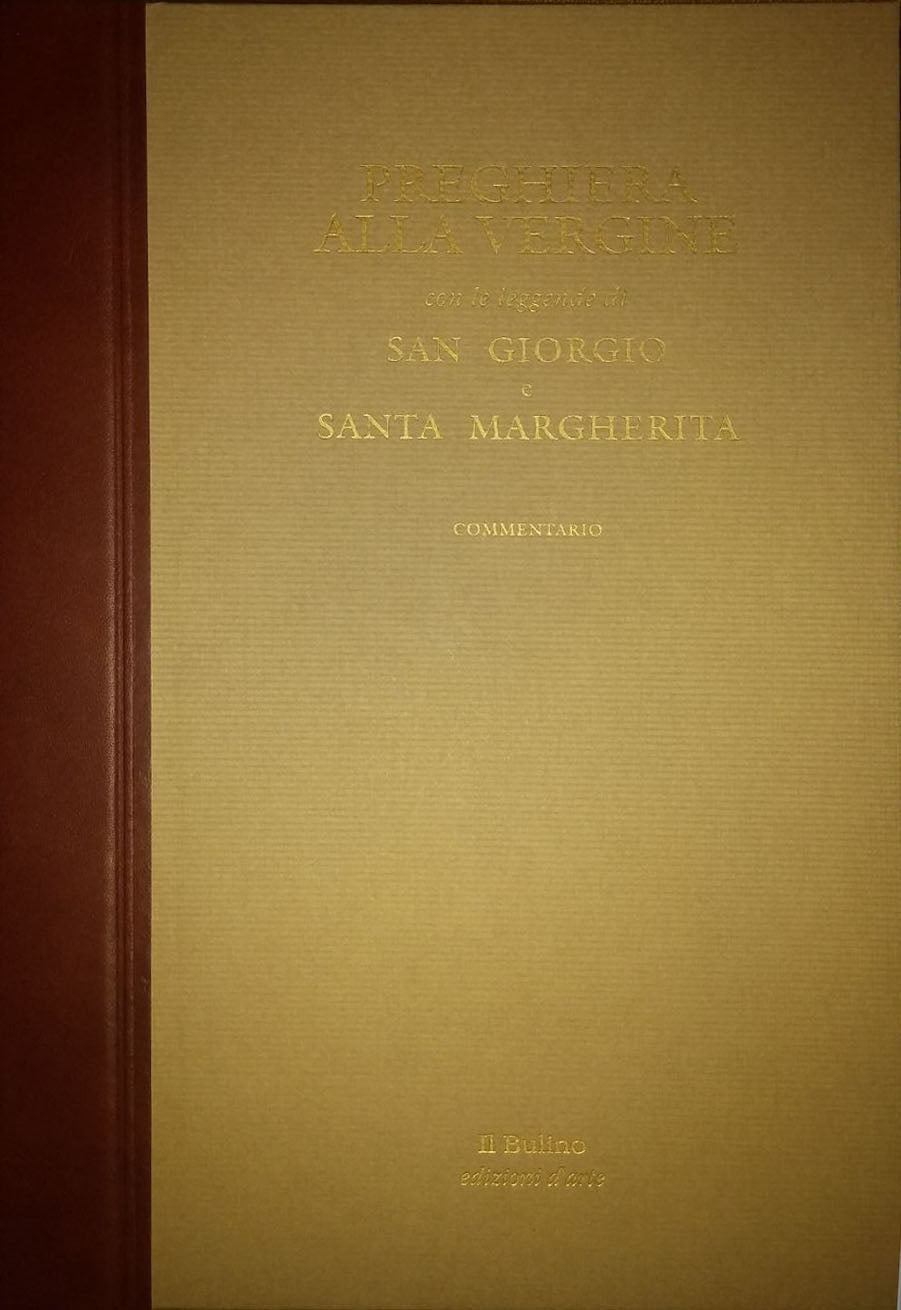 PREGHIERA
ALLA VERGINE
con le leggende di
SAN GIORGIO
e
SANTA MARGHERITA
COMMENTARIO
Il Bulino
edizioni d'arte